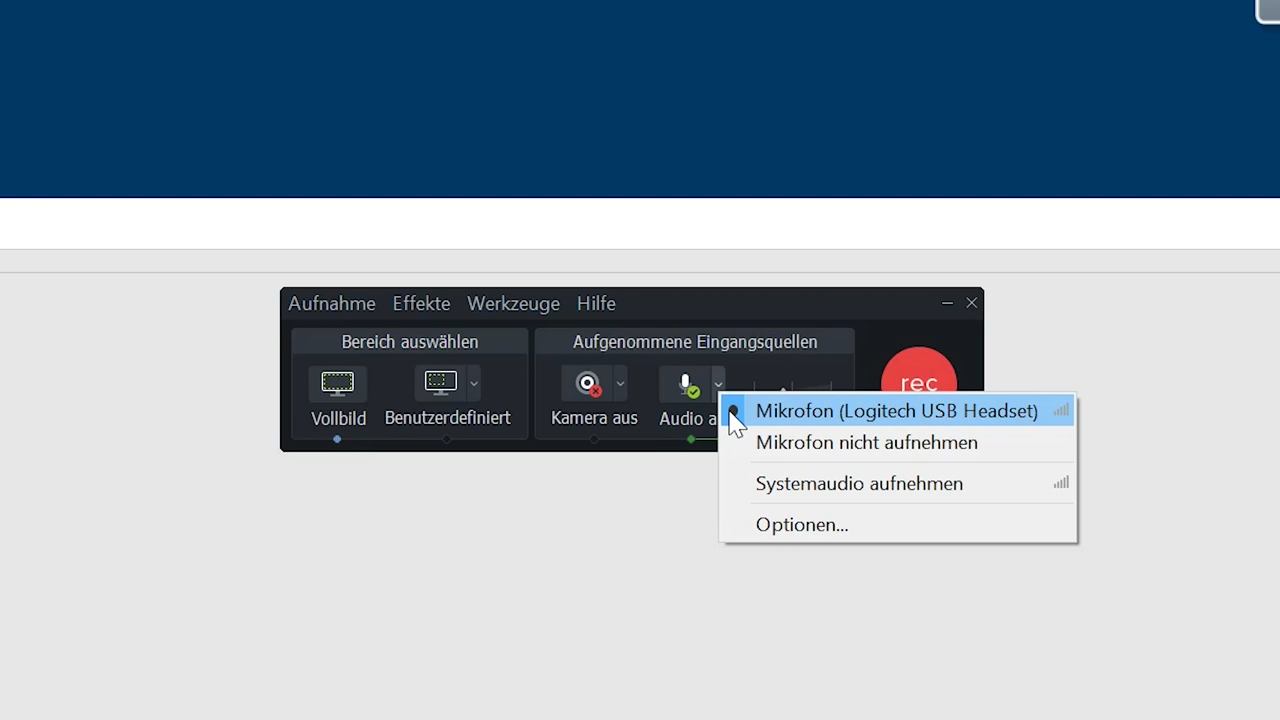 Aufnahme Effekte Werkzeuge Hilfe
Bereich auswählen
Aufgenommene Eingangsquellen
rec
Vollbild
Benutzerdefiniert
Kamera aus
Audio a
Mikrofon (Logitech USB Headset)
Mikrofon nicht aufnehmen
Systemaudio aufnehmen
Optionen...